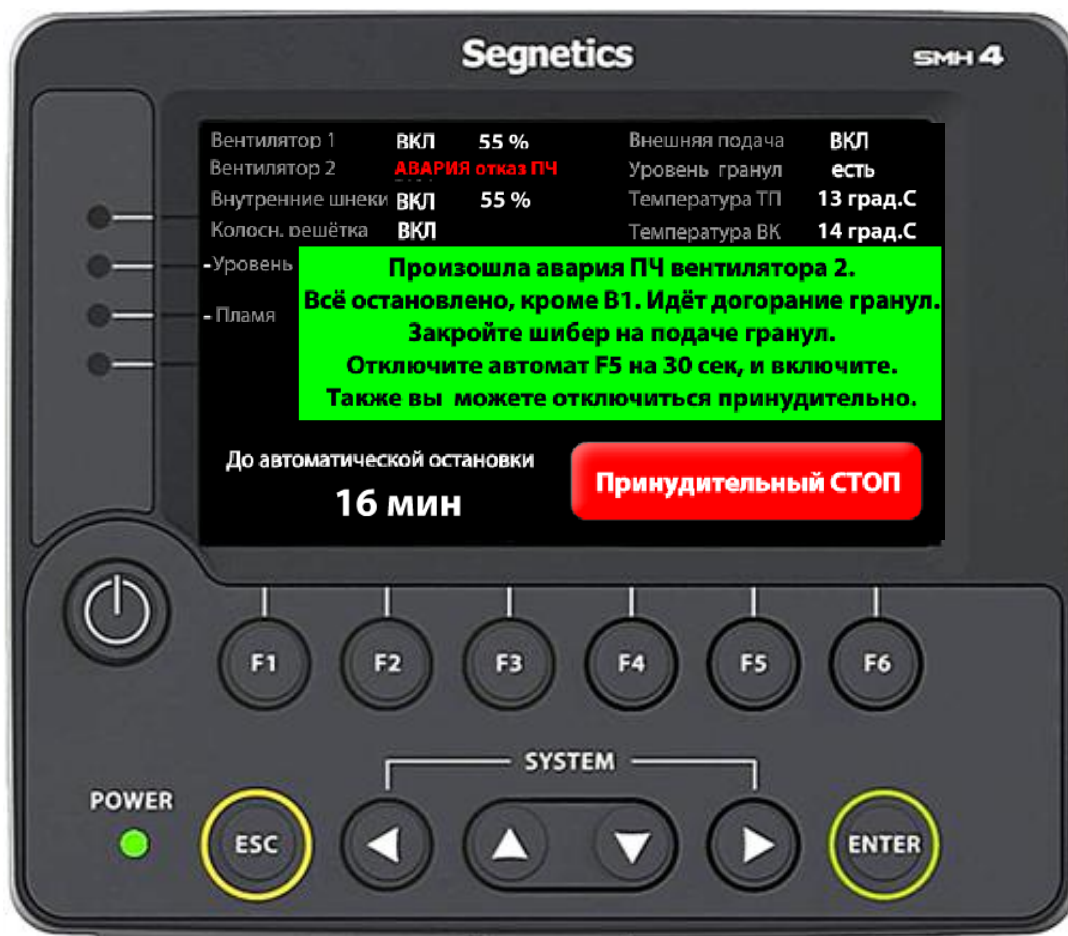 Segnetics
SMH 4
Вентилятор 1 ВКЛ 55 % Внешняя подача ВКЛ
Вентилятор 2 АВАРИЯ отказ ПЧ Уровень гранул есть
Внутренние шнеки ВКЛ 55 % Температура ТП 13 град.С
Колосн. решётка ВКЛ Температура ВК 14 град.С
-Уровень
- Пламя
Произошла авария ПЧ вентилятора 2.
Всё остановлено, кроме В1. Идёт догорание гранул.
Закройте шибер на подаче гранул.
Отключите автомат F5 на 30 сек, и включите.
Также вы можете отключиться принудительно.
До автоматической остановки
16 мин
Принудительный СТОП
F1 F2 F3 F4 F5 F6
SYSTEM
POWER
ESC
ENTER